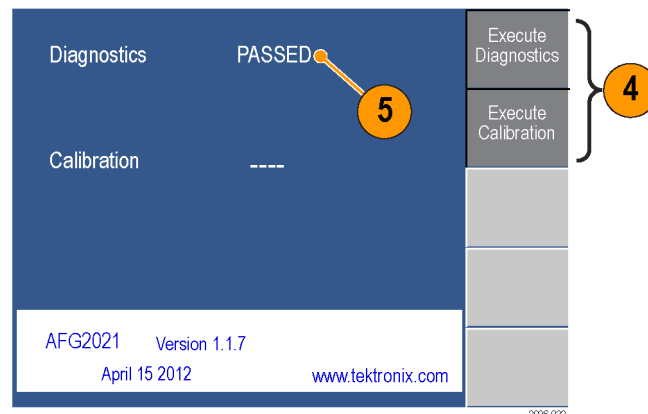 Diagnostics PASSED
Execute
Diagnostics
4
5
Execute
Calibration
Calibration ----
AFG2021 Version 1.1.7
April 15 2012 www.tektronix.com